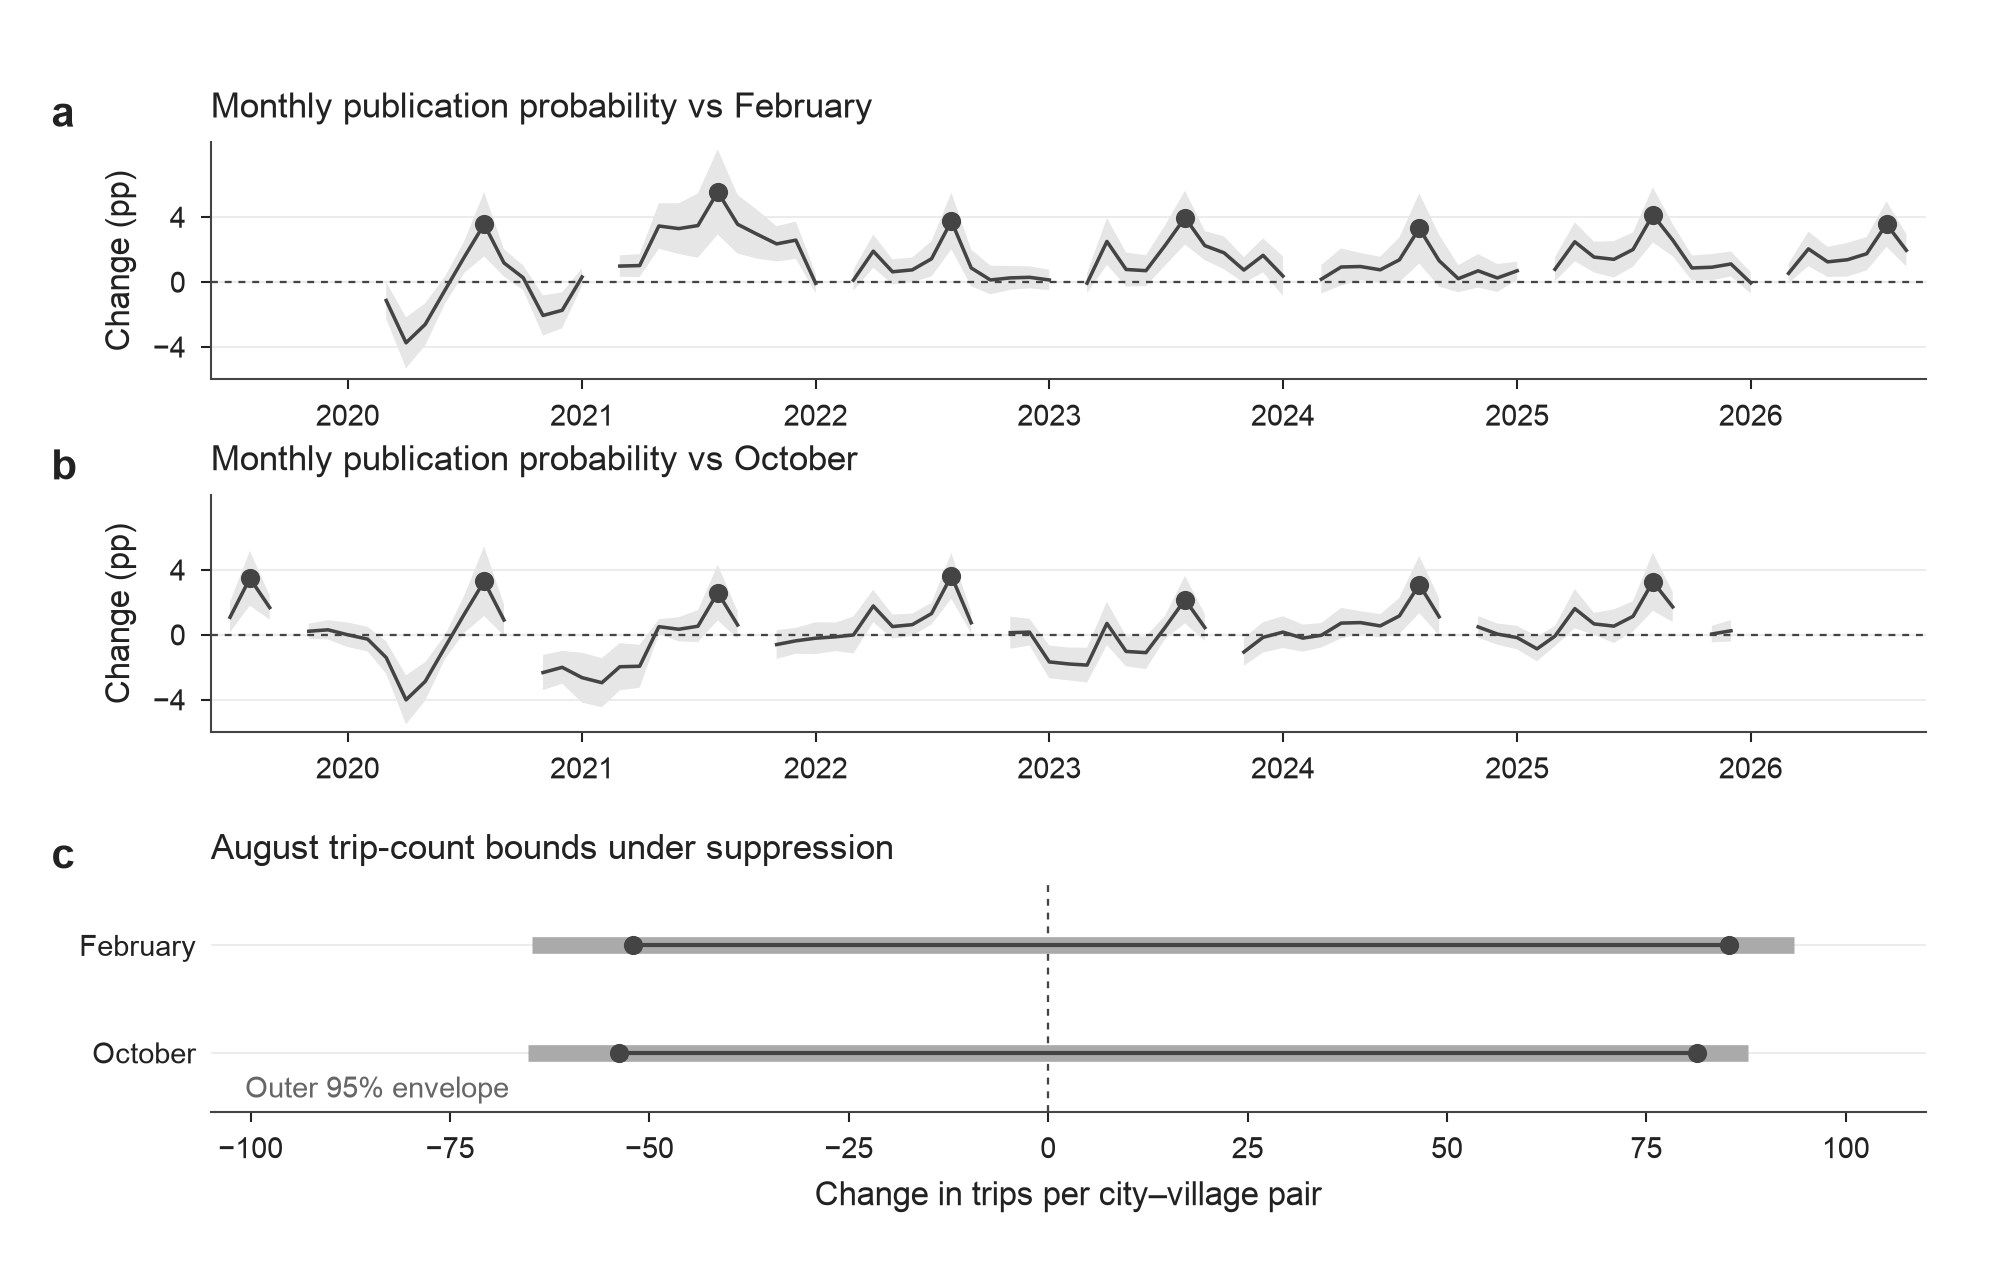 a
Monthly publication probability vs February
Change (pp)
4
0
−4
2020 2021 2022 2023 2024 2025 2026
b
Monthly publication probability vs October
Change (pp)
4
0
−4
2020 2021 2022 2023 2024 2025 2026
c
August trip-count bounds under suppression
February
October
Outer 95% envelope
−100 −75 −50 −25 0 25 50 75 100
Change in trips per city–village pair